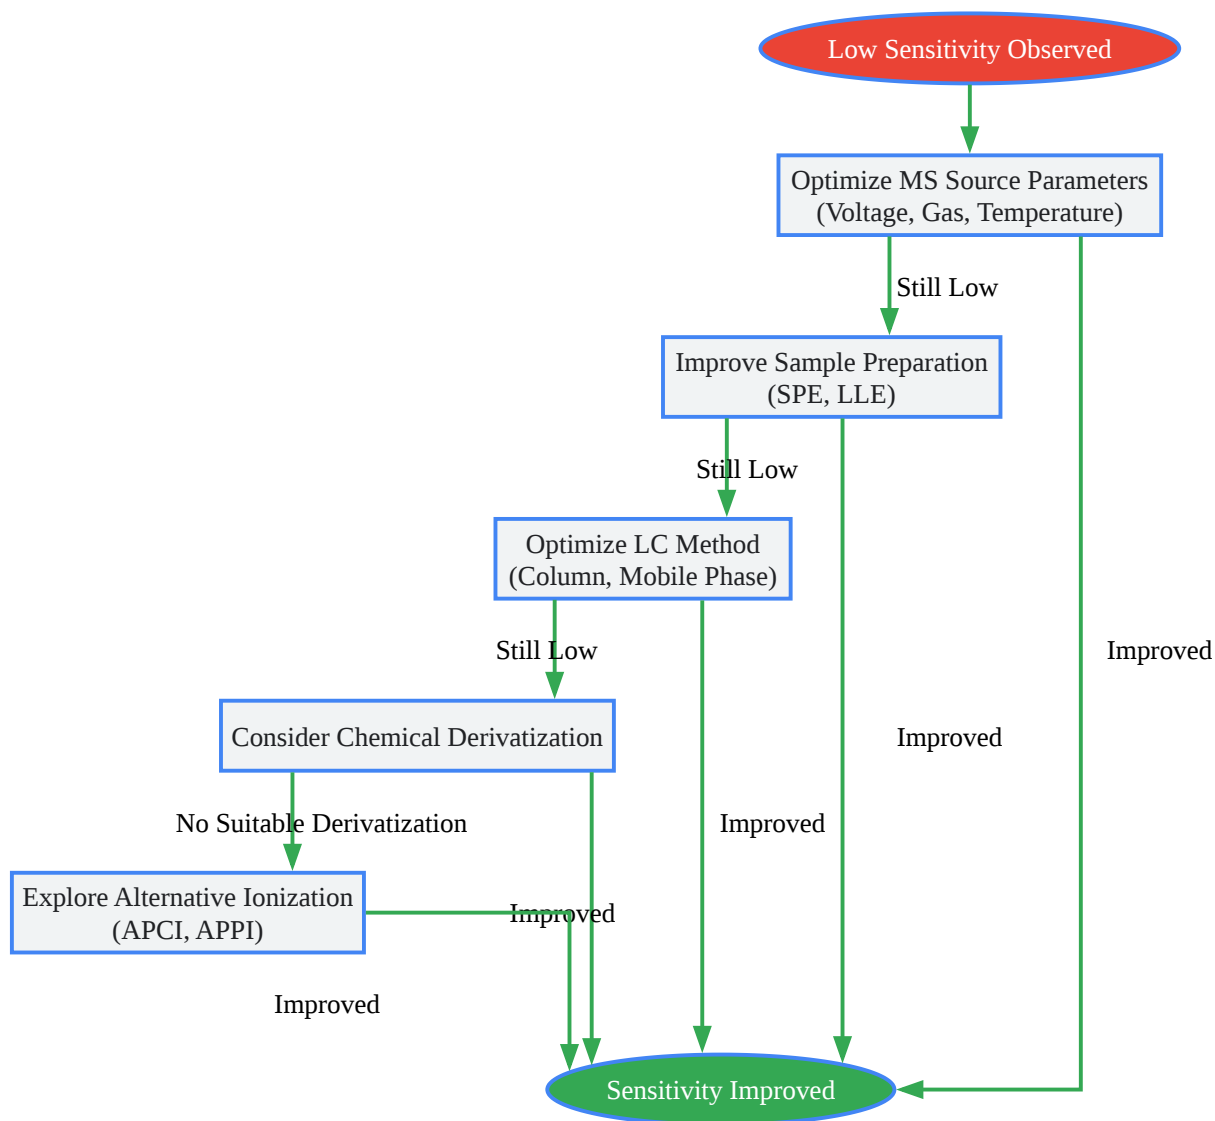 Low Sensitivity Observed
Optimize MS Source Parameters
(Voltage, Gas, Temperature)
Still Low
Improve Sample Preparation
(SPE, LLE)
Still Low
Optimize LC Method
(Column, Mobile Phase)
Still Low
Improved
Consider Chemical Derivatization
Improved
No Suitable Derivatization
Improved
Explore Alternative Ionization
(APCI, APPI)
Improved
Improved
Sensitivity Improved